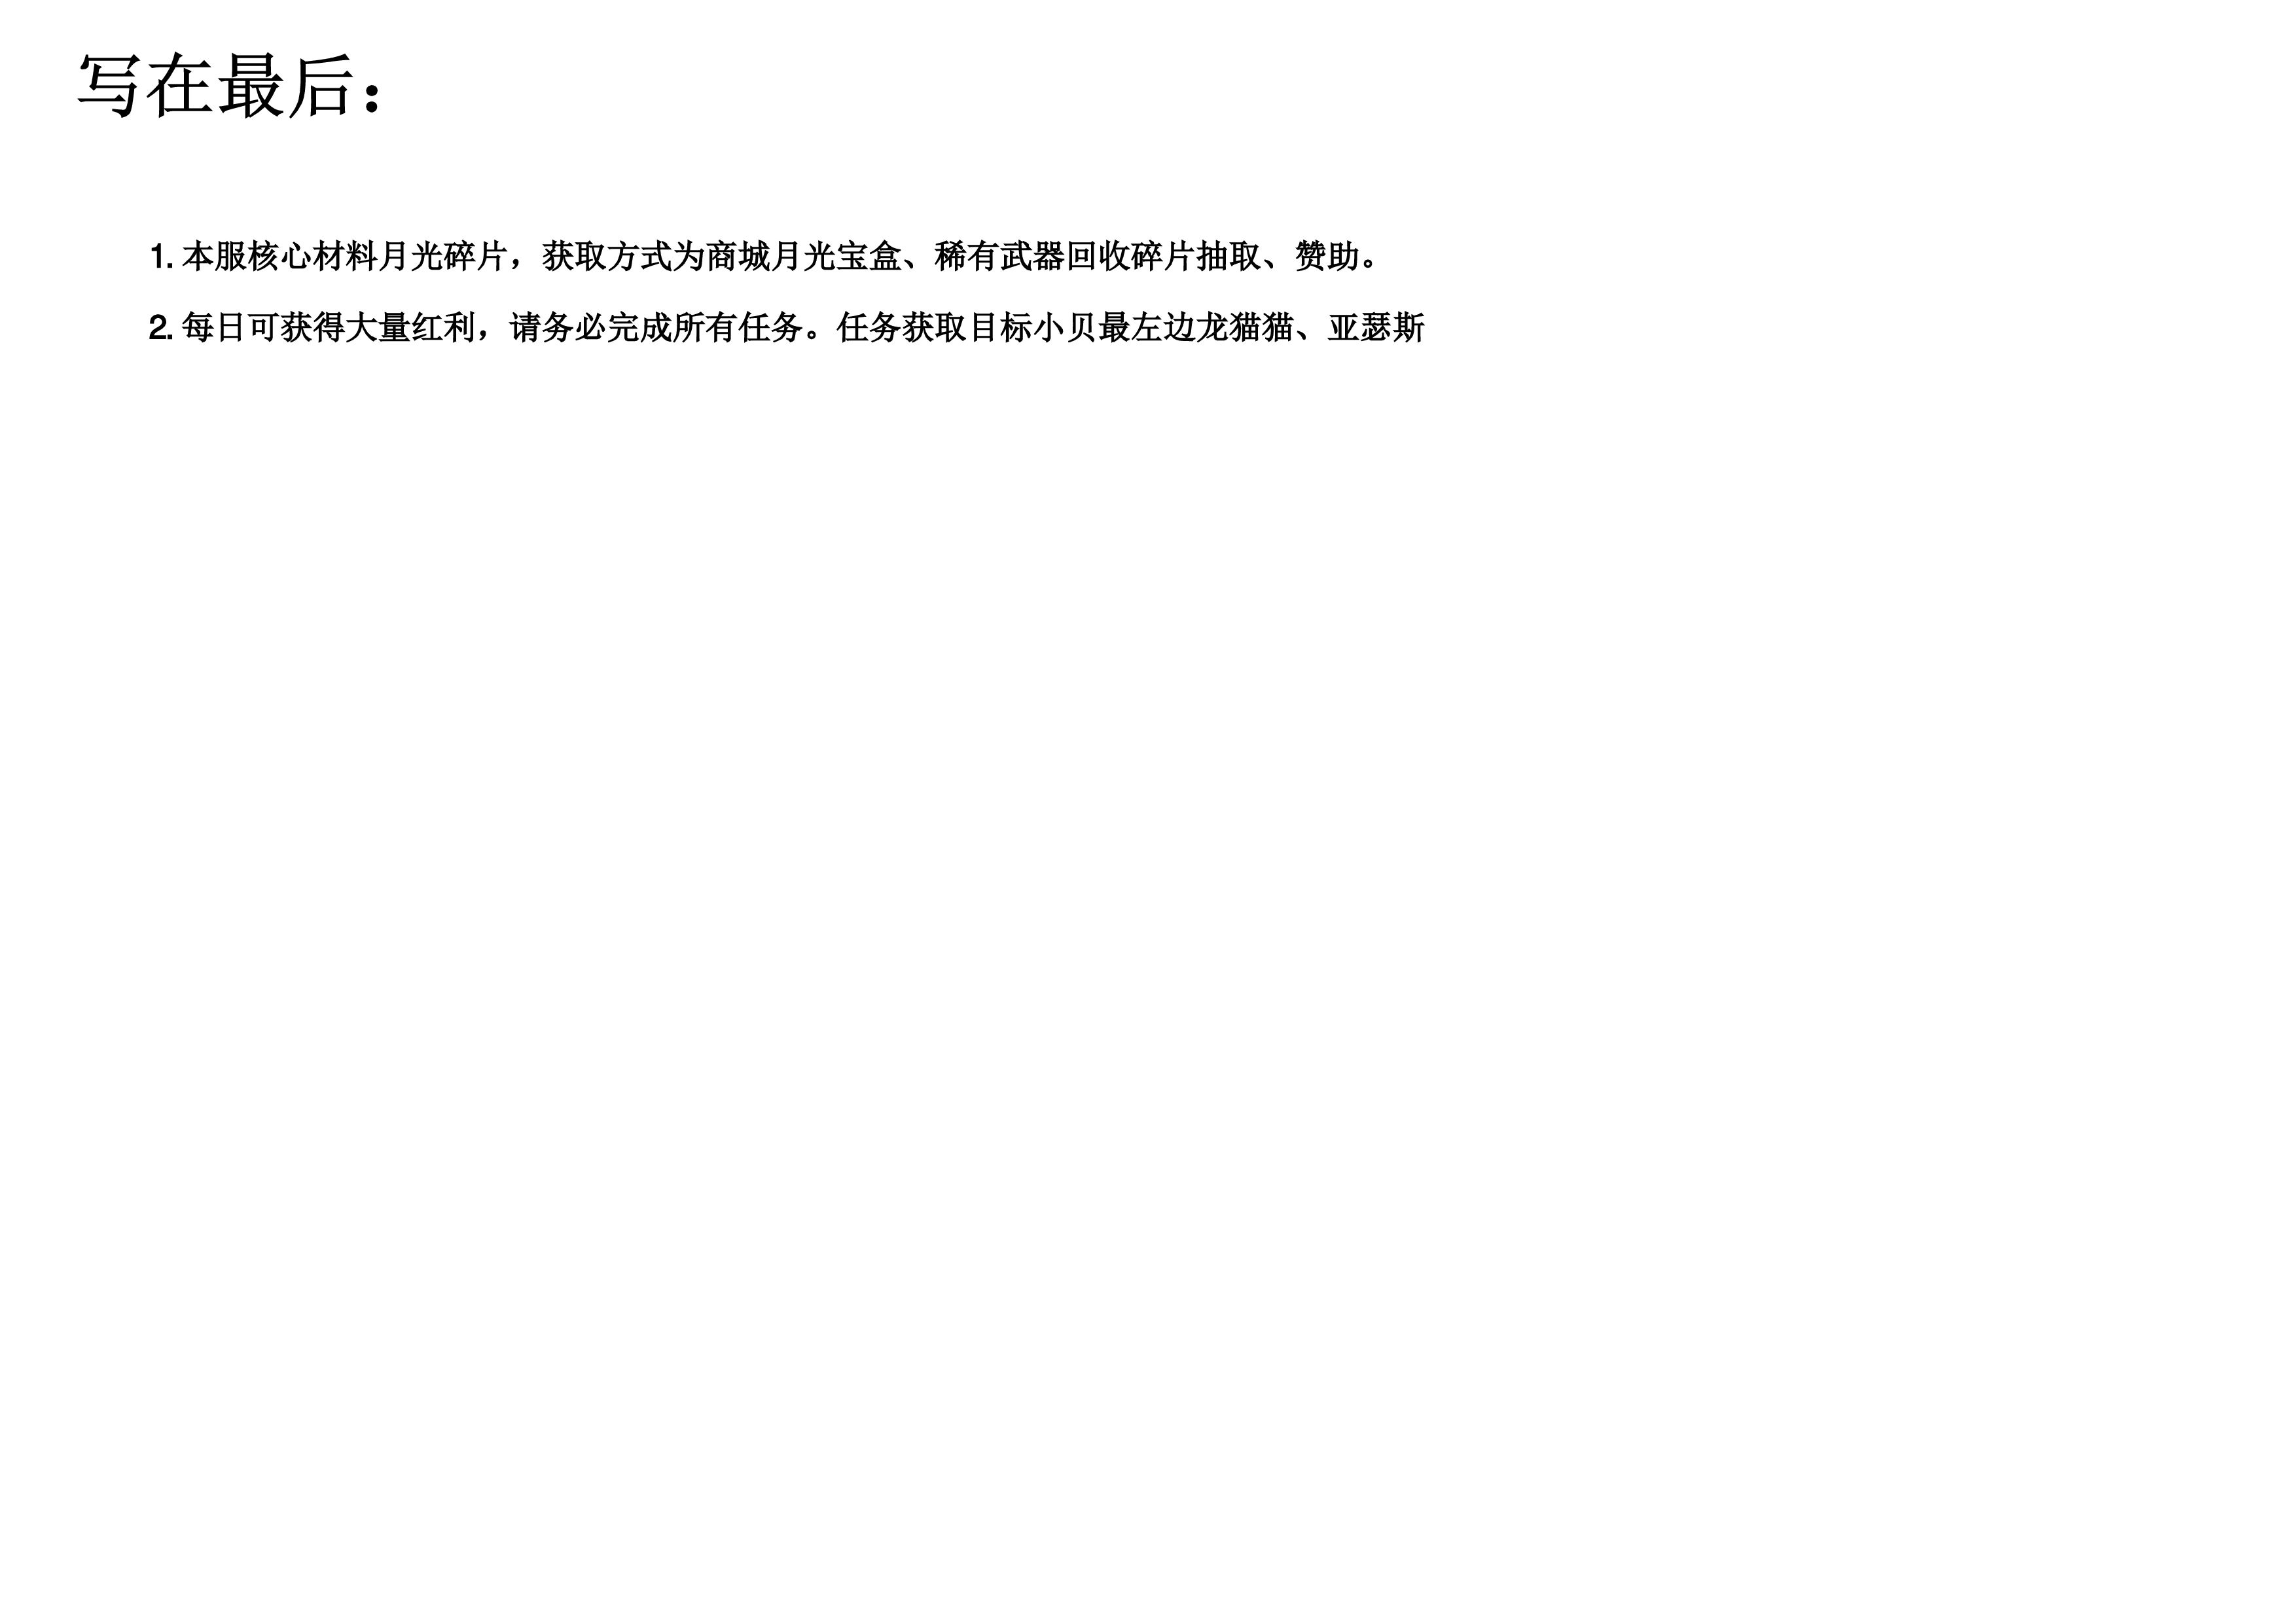 写在最后：
1. 本服核心材料月光碎片，获取方式为商城月光宝盒、稀有武器回收碎片抽取、赞助。
2. 每日可获得大量红利，请务必完成所有任务。任务获取目标小贝最左边龙猫猫、亚瑟斯